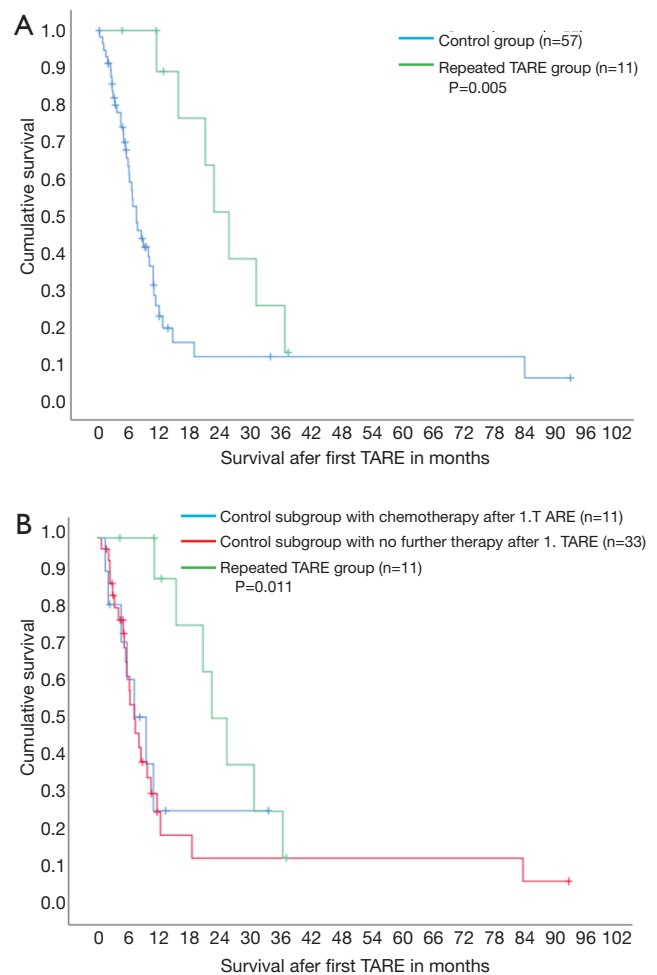 A
Control group (n=57)
Repeated TARE group (n=11)
P=0.005
Cumulative survival
1.0
0.9
0.8
0.7
0.6
0.5
0.4
0.3
0.2
0.1
0.0
0 6 12 18 24 30 36 42 48 54 60 66 72 78 84 90 96 102
Survival afer first TARE in months
B
Control subgroup with chemotherapy after 1.T ARE (n=11)
Control subgroup with no further therapy after 1. TARE (n=33)
Repeated TARE group (n=11)
P=0.011
Cumulative survival
1.0
0.9
0.8
0.7
0.6
0.5
0.4
0.3
0.2
0.1
0.0
0 6 12 18 24 30 36 42 48 54 60 66 72 78 84 90 96 102
Survival afer first TARE in months